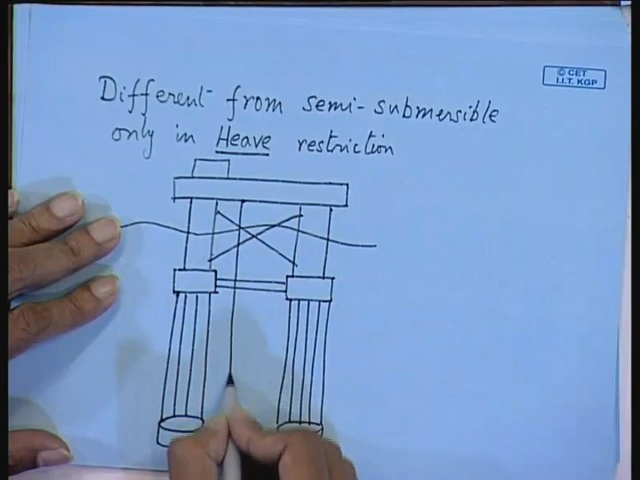 © CET
I.I.T. KGP
Different from semi-submersible
only in Heave restriction